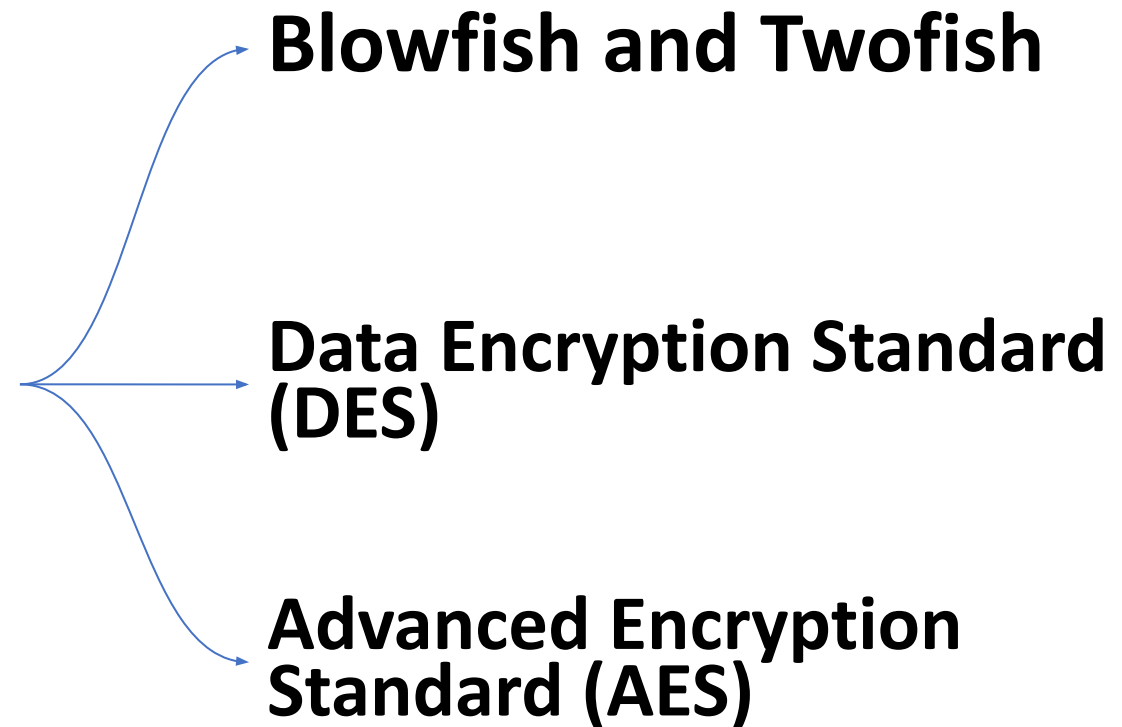 Blowfish and Twofish
Data Encryption Standard
(DES)
Advanced Encryption
Standard (AES)